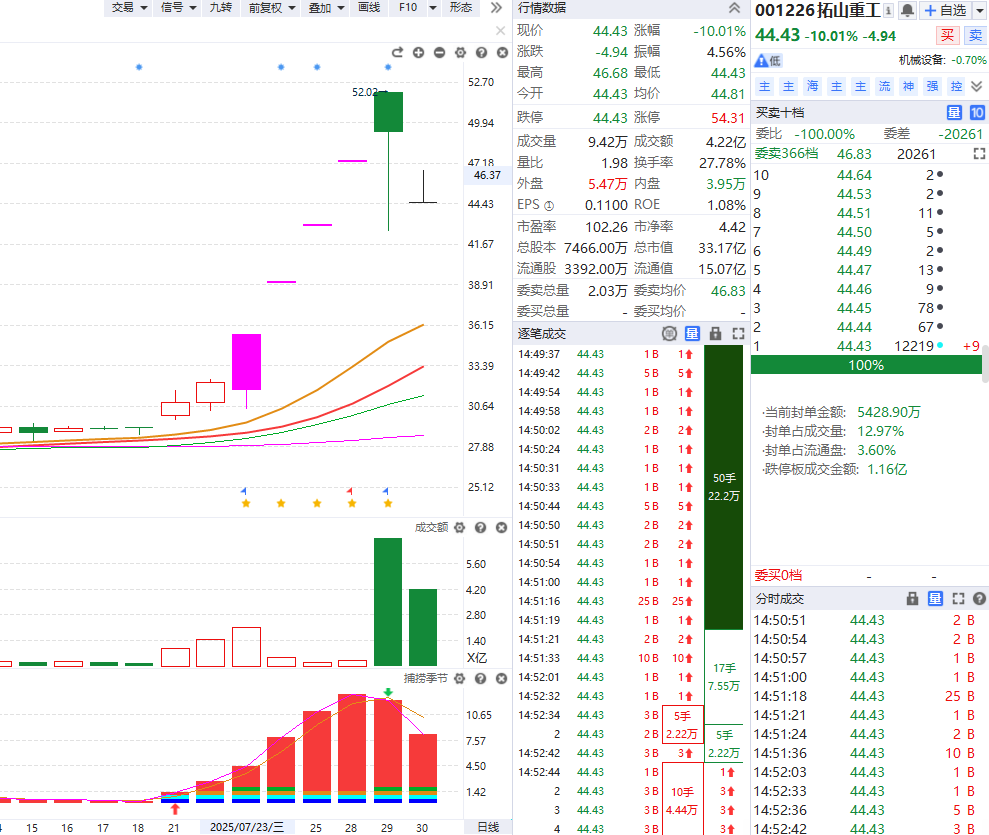 交易 信号 九转 前复权 叠加 画线 F10 形态
52.70
52.02
49.94
47.18
46.37
44.43
41.67
38.91
36.15
33.39
30.64
27.88
25.12
成交额
5.60
4.20
2.80
1.40
X亿
捕捞季节
10.65
7.57
4.50
1.42
15 16 17 18 21 2025/07/23/三 25 28 29 30 日线
行情数据
现价 44.43 涨幅 -10.01%
涨跌 -4.94 振幅 4.56%
最高 46.68 最低 44.43
今开 44.43 均价 44.81
跌停 44.43 涨停 54.31
成交量 9.42万 成交额 4.22亿
量比 1.98 换手率 27.78%
外盘 5.47万 内盘 3.95万
EPS ① 0.1100 ROE 1.08%
市盈率 102.26 市净率 4.42
总股本 7466.00万 总市值 33.17亿
流通股 3392.00万 流通值 15.07亿
委卖总量 2.03万 委卖均价 46.83
委买总量 - 委买均价 -
逐笔成交 量
14:49:37 44.43 1 B 1
14:49:42 44.43 5 B 5
14:49:54 44.43 1 B 1
14:49:58 44.43 1 B 1
14:50:02 44.43 2 B 2
14:50:24 44.43 1 B 1
14:50:31 44.43 1 B 1
14:50:33 44.43 1 B 1
14:50:44 44.43 5 B 5
14:50:50 44.43 2 B 2
14:50:51 44.43 2 B 2
14:50:54 44.43 1 B 1
14:51:00 44.43 1 B 1
14:51:16 44.43 25 B 25
14:51:19 44.43 1 B 1
14:51:21 44.43 2 B 2
14:51:33 44.43 10 B 10
14:52:01 44.43 1 B 1
14:52:32 44.43 1 B 1
14:52:34 44.43 3 B
2 44.43 2 B
14:52:42 44.43 3 B 3
14:52:44 44.43 1 B 1
2 44.43 3 B 3
3 44.43 3 B 3
4 44.43 3 B 3
50手
22.2万
17手
7.55万
5手
2.22万
5手
2.22万
10手
4.44万
001226 拓山重工 自选
44.43 -10.01% -4.94 买 卖
低 机械设备: -0.70%
主 主 海 主 主 流 神 强 控
买卖十档 量 10
委比 -100.00% 委差 -20261
委卖366档 46.83 20261
10 44.64 2
9 44.53 2
8 44.51 11
7 44.50 5
6 44.49 2
5 44.47 13
4 44.46 9
3 44.45 78
2 44.44 67
1 44.43 12219 +9
100%
·当前封单金额: 5428.90万
·封单占成交量: 12.97%
·封单占流通盘: 3.60%
·跌停板成交金额: 1.16亿
委买0档 - -
分时成交 量
14:50:51 44.43 2 B
14:50:54 44.43 2 B
14:50:57 44.43 1 B
14:51:00 44.43 1 B
14:51:18 44.43 25 B
14:51:21 44.43 1 B
14:51:24 44.43 2 B
14:51:36 44.43 10 B
14:52:03 44.43 1 B
14:52:33 44.43 1 B
14:52:36 44.43 5 B
14:52:42 44.43 3 B